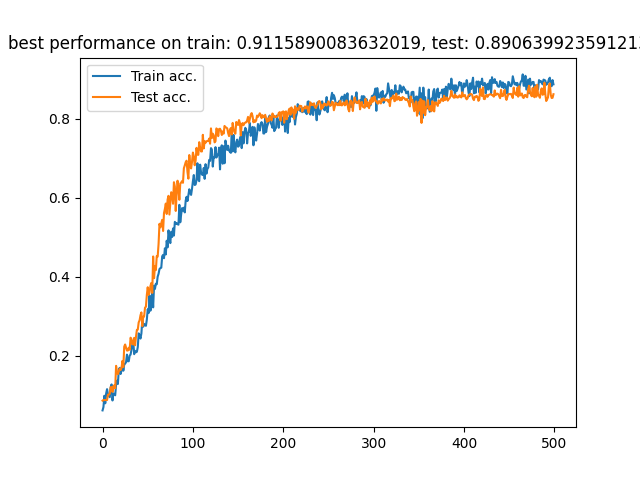 best performance on train: 0.9115890083632019, test: 0.890639923591213
Train acc.
Test acc.
0.8
0.6
0.4
0.2
0 100 200 300 400 500